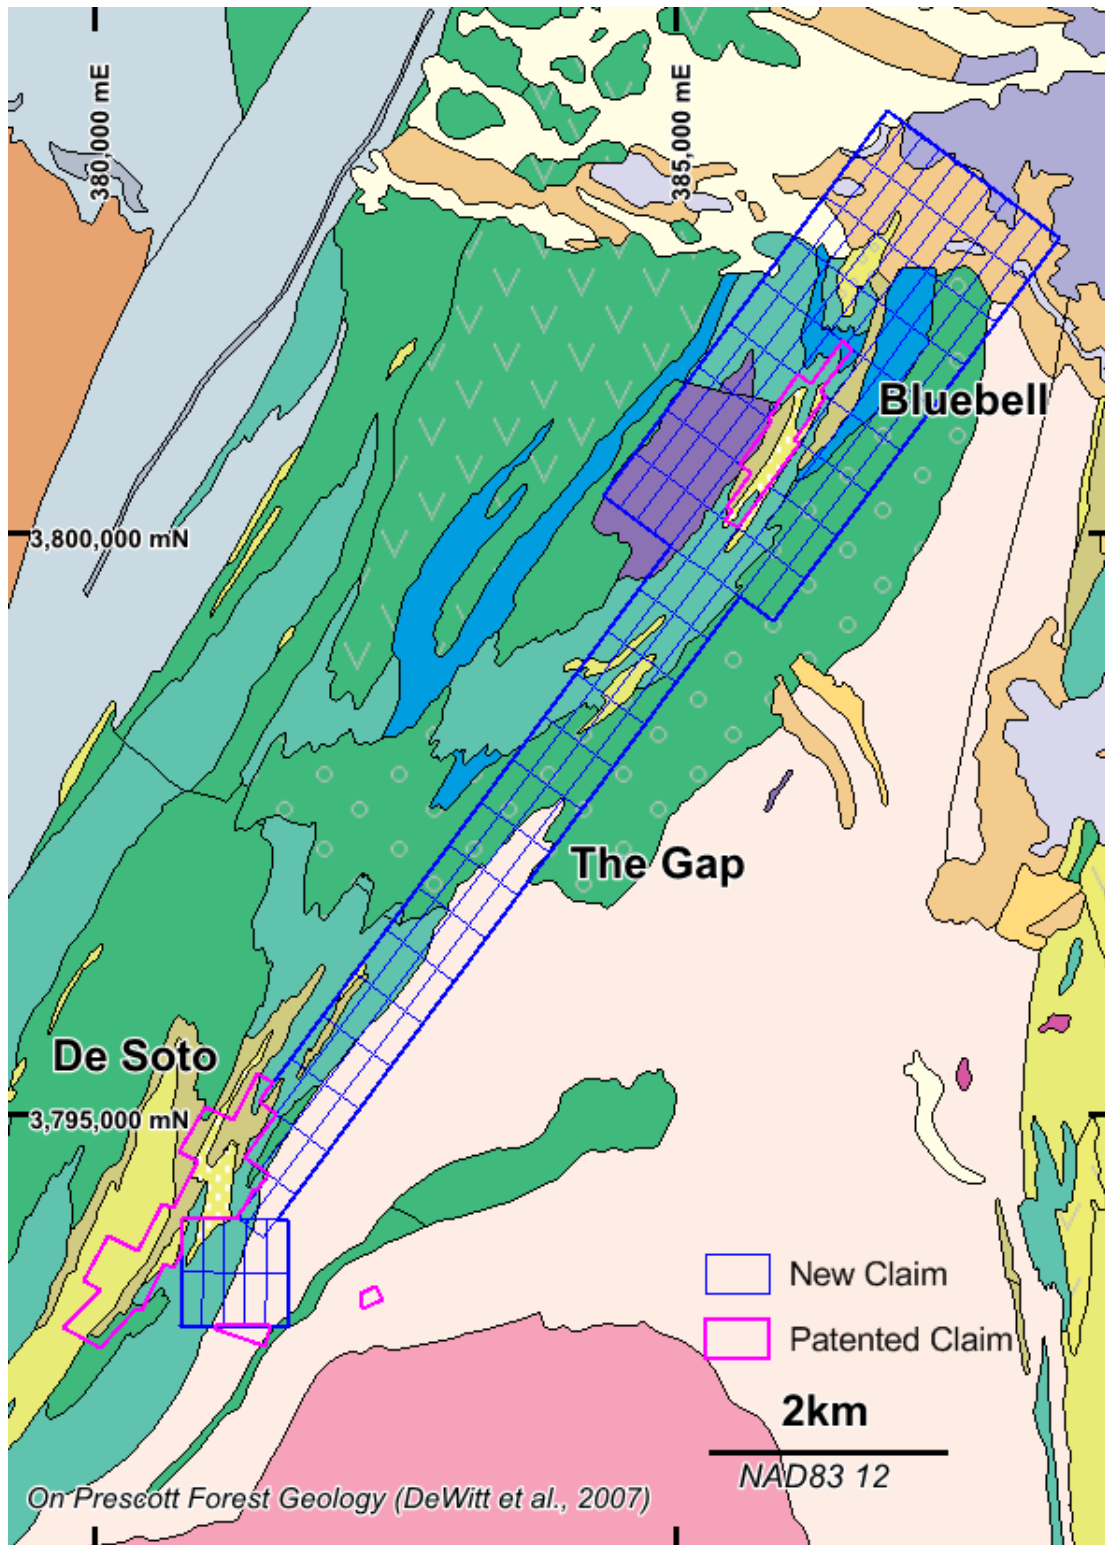 380,000 mE
385,000 mE
Bluebell
3,800,000 mN
The Gap
De Soto
3,795,000 mN
New Claim
Patented Claim
2km
NAD83 12
On Prescott Forest Geology (DeWitt et al., 2007)